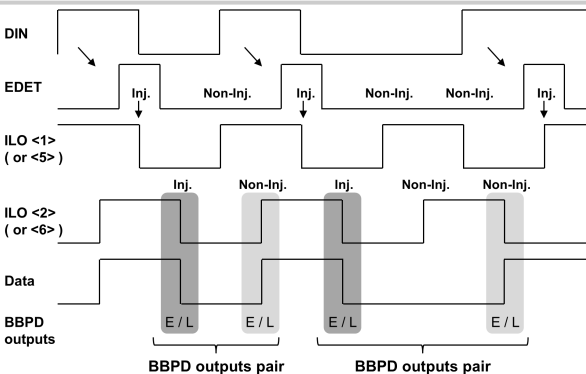 DIN
EDET
Inj. Non-Inj. Inj. Non-Inj. Non-Inj. Inj.
ILO <1>
( or <5> )
Inj. Non-Inj. Inj. Non-Inj. Non-Inj.
ILO <2>
( or <6> )
Data
BBPD
outputs
E / L E / L E / L E / L
BBPD outputs pair BBPD outputs pair